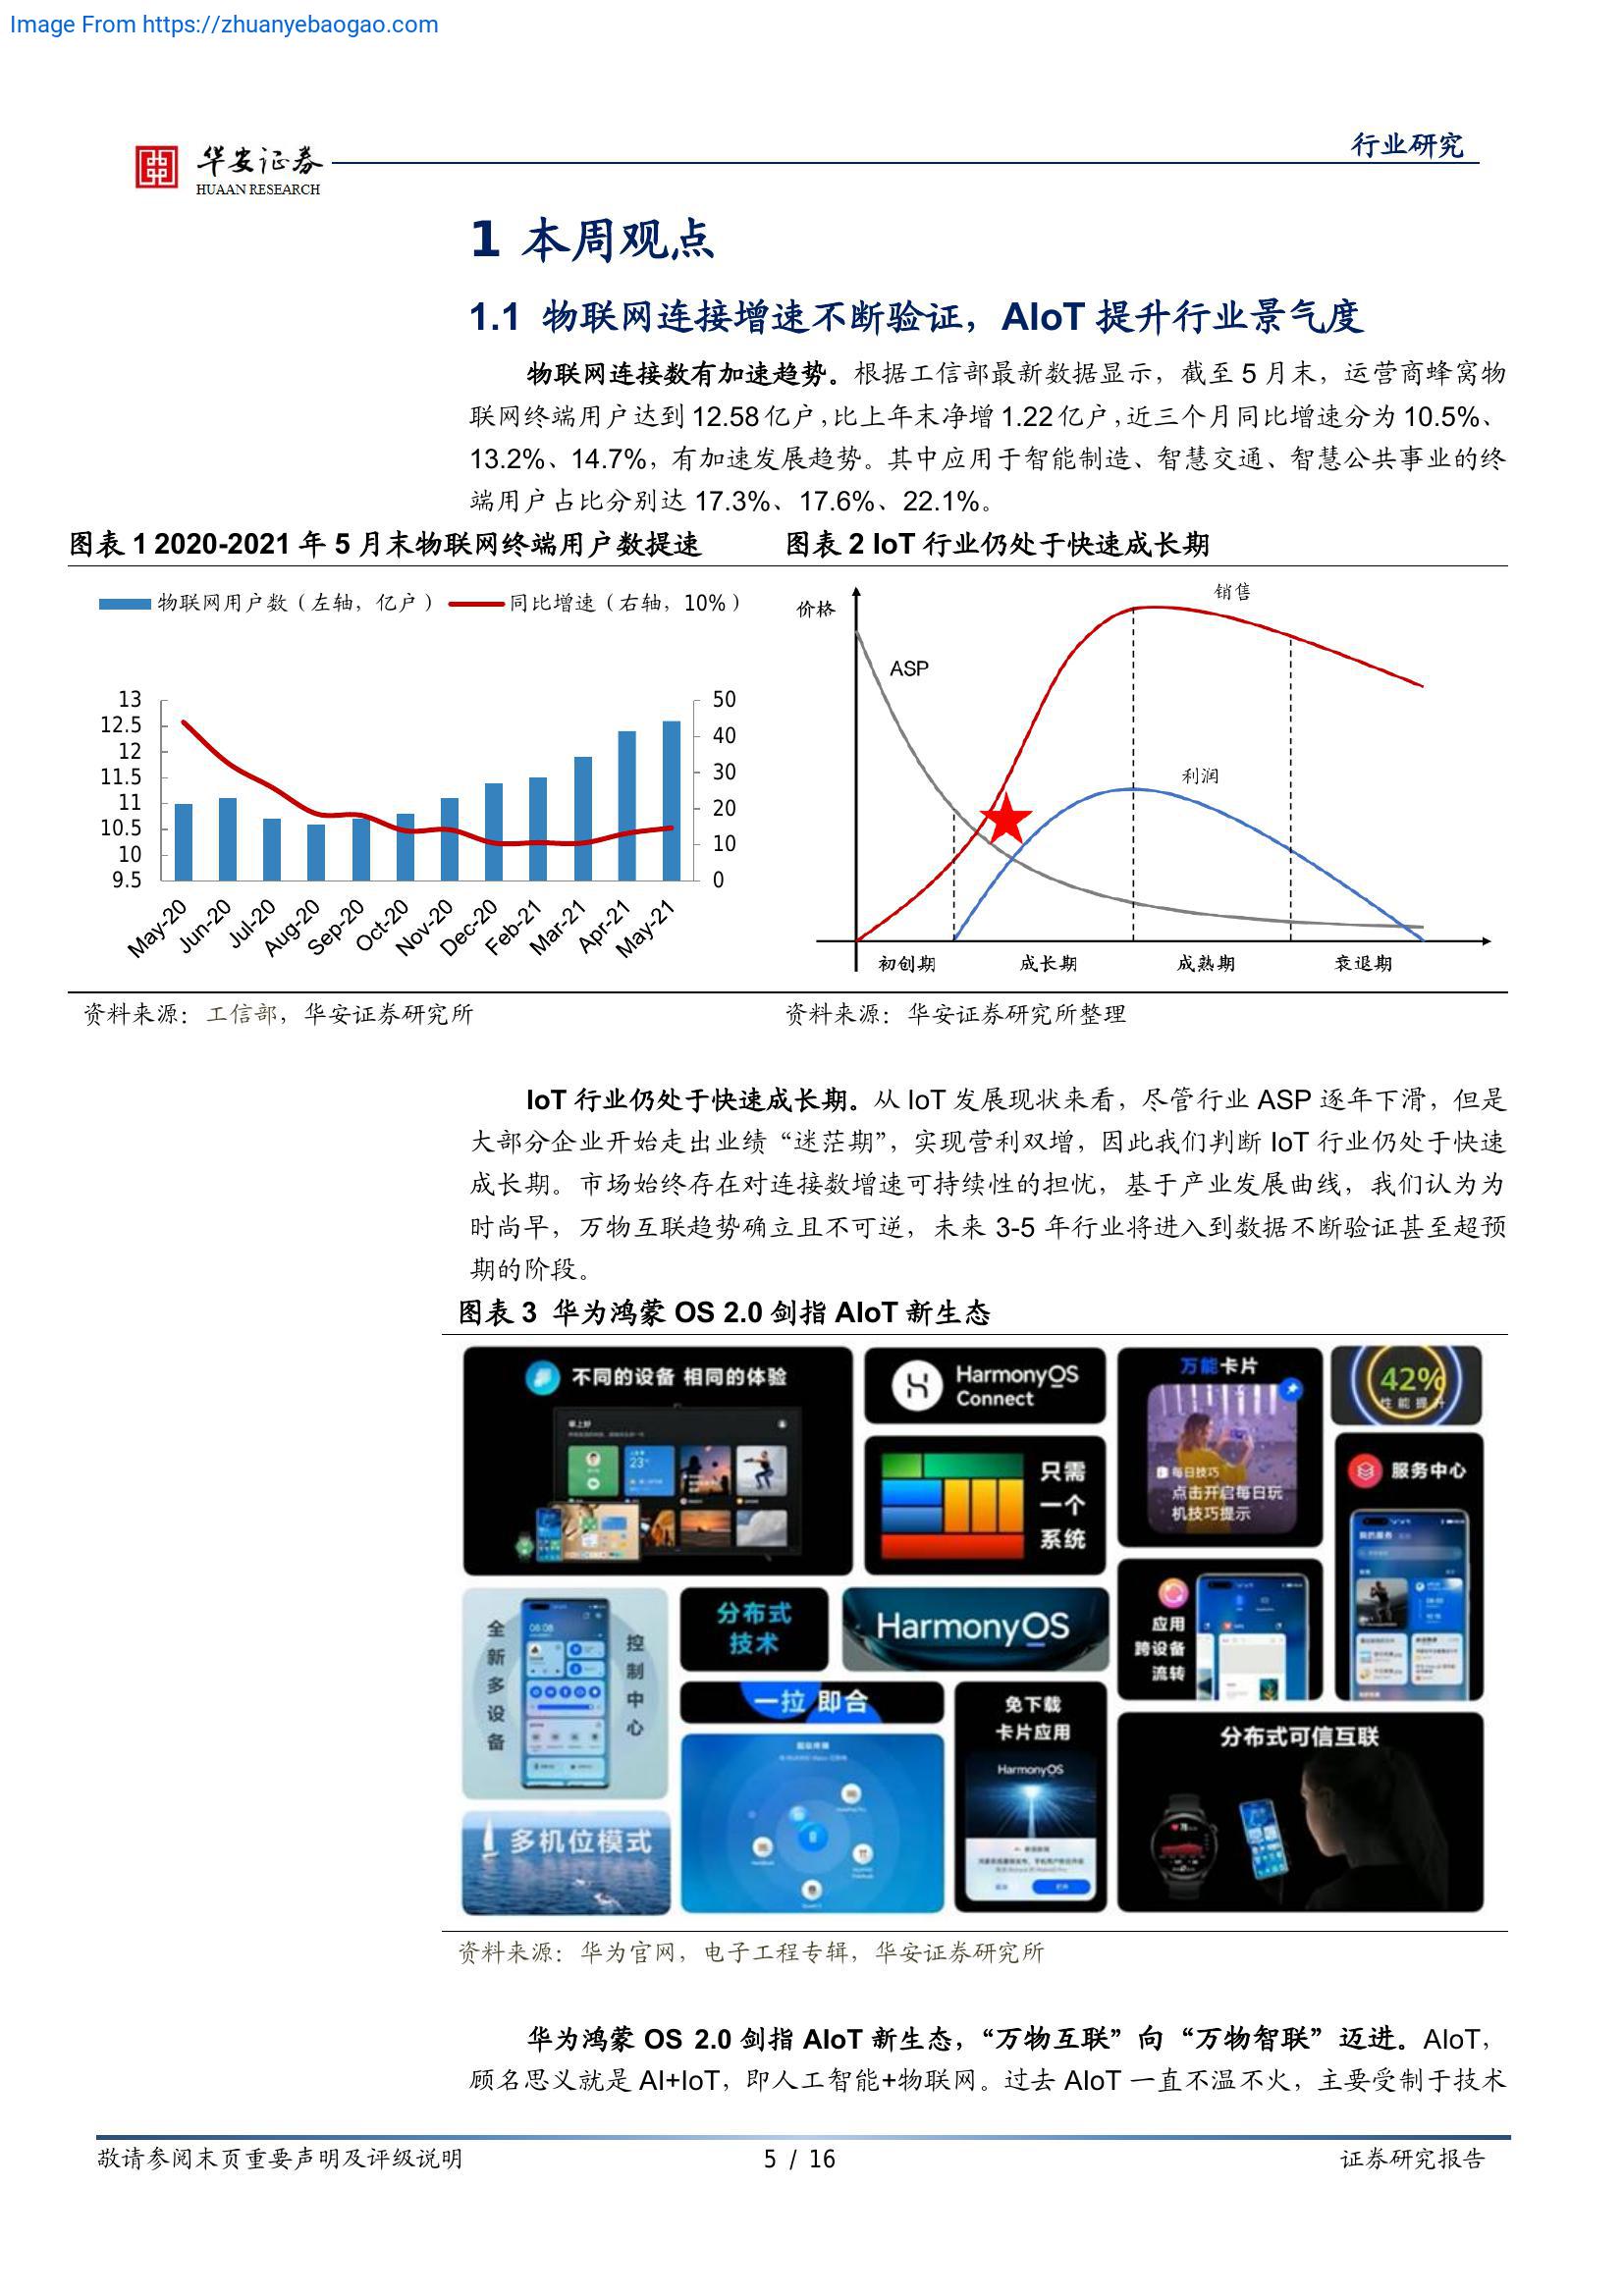 Image From https://zhuanyebaogao.com
华安证券
HUAAN RESEARCH
行业研究
1 本周观点
1.1 物联网连接增速不断验证，AIoT 提升行业景气度
物联网连接数有加速趋势。根据工信部最新数据显示，截至 5 月末，运营商蜂窝物
联网终端用户达到 12.58 亿户，比上年末净增 1.22 亿户，近三个月同比增速分为 10.5%、
13.2%、14.7%，有加速发展趋势。其中应用于智能制造、智慧交通、智慧公共事业的终
端用户占比分别达 17.3%、17.6%、22.1%。
图表 1 2020-2021 年 5 月末物联网终端用户数提速
物联网用户数（左轴，亿户） 同比增速（右轴，10%）
13
12.5
12
11.5
11
10.5
10
9.5
50
40
30
20
10
0
May-20 Jun-20 Jul-20 Aug-20 Sep-20 Oct-20 Nov-20 Dec-20 Feb-21 Mar-21 Apr-21 May-21
资料来源：工信部，华安证券研究所
图表 2 IoT 行业仍处于快速成长期
价格
销售
ASP
利润
初创期 成长期 成熟期 衰退期
资料来源：华安证券研究所整理
IoT 行业仍处于快速成长期。从 IoT 发展现状来看，尽管行业 ASP 逐年下滑，但是
大部分企业开始走出业绩“迷茫期”，实现营利双增，因此我们判断 IoT 行业仍处于快速
成长期。市场始终存在对连接数增速可持续性的担忧，基于产业发展曲线，我们认为为
时尚早，万物互联趋势确立且不可逆，未来 3-5 年行业将进入到数据不断验证甚至超预
期的阶段。
图表 3 华为鸿蒙 OS 2.0 剑指 AIoT 新生态
不同的设备 相同的体验
早上好
23°
HarmonyOS
Connect
只需
一个
系统
万能卡片
每日技巧
点击开启每日玩
机技巧提示
42%
性能提升
服务中心
我的服务
全新多设备
控制中心
08:08
分布式
技术
HarmonyOS
应用
跨设备
流转
一拉 即合
免下载
卡片应用
HarmonyOS
分布式可信互联
多机位模式
资料来源：华为官网，电子工程专辑，华安证券研究所
华为鸿蒙 OS 2.0 剑指 AIoT 新生态，“万物互联”向“万物智联”迈进。AIoT，
顾名思义就是 AI+IoT，即人工智能+物联网。过去 AIoT 一直不温不火，主要受制于技术
敬请参阅末页重要声明及评级说明
5 / 16
证券研究报告